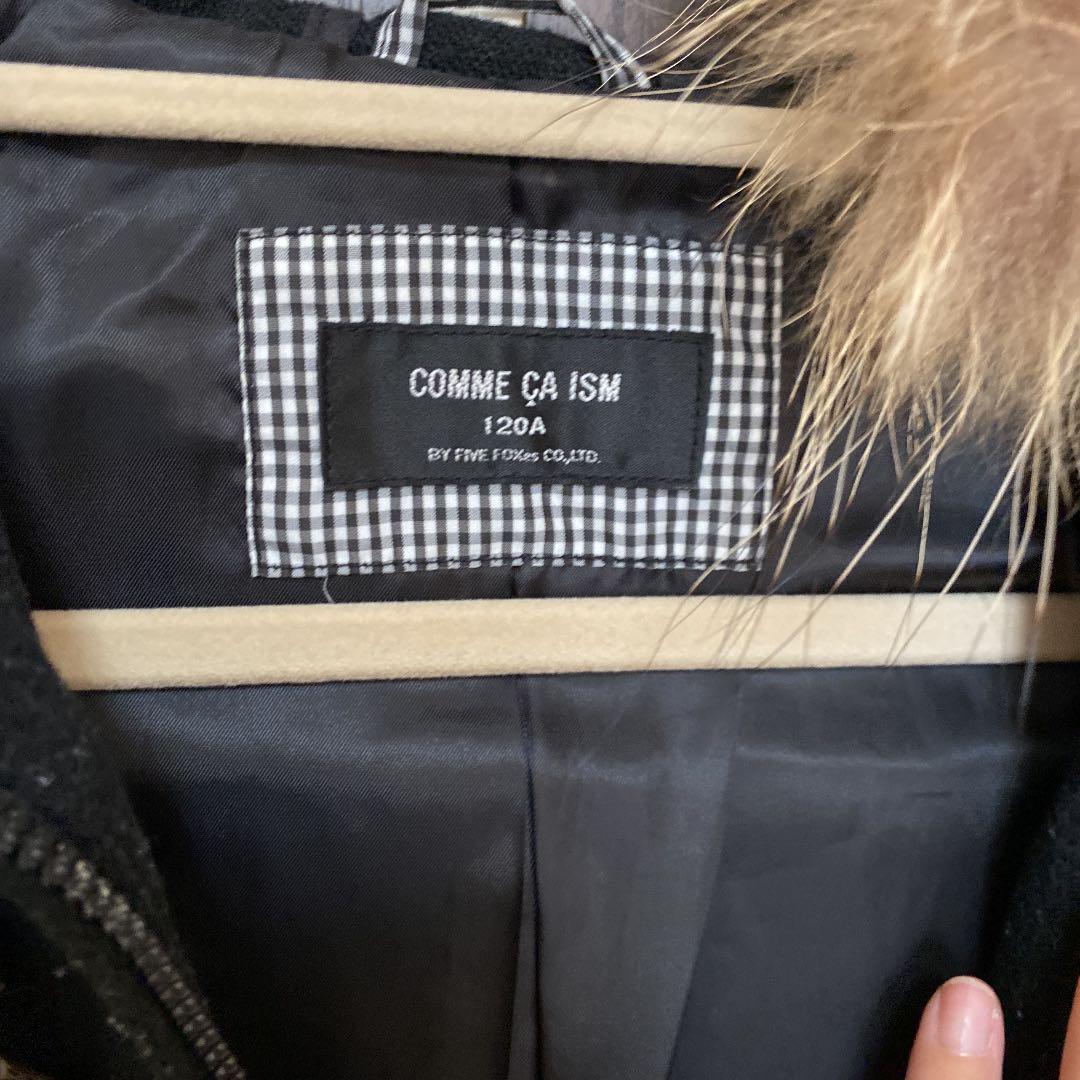 COMME ÇA ISM
120A
BY FIVE FOXes CO.,LTD.